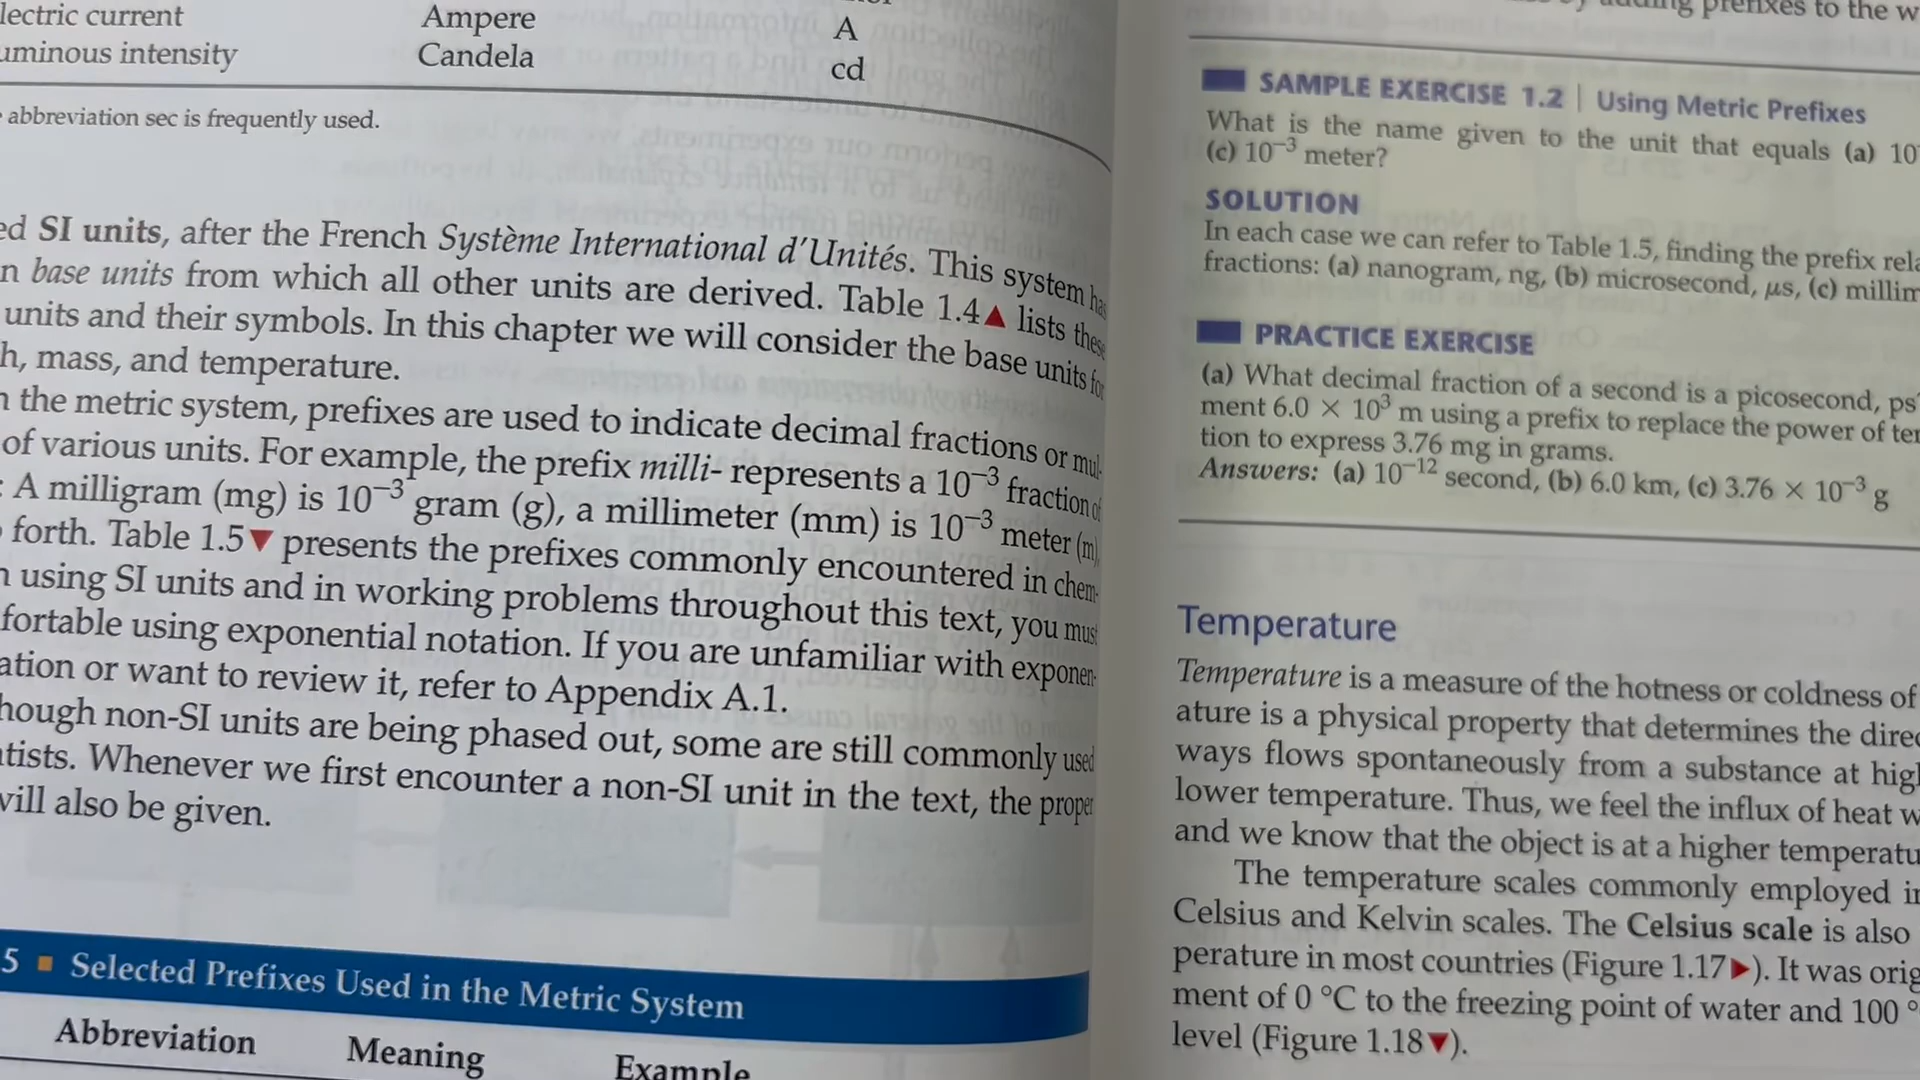 lectric current Ampere A
uminous intensity Candela cd
abbreviation sec is frequently used.
ed SI units, after the French Système International d'Unités. This system has
n base units from which all other units are derived. Table 1.4▲ lists these
units and their symbols. In this chapter we will consider the base units for
h, mass, and temperature.
n the metric system, prefixes are used to indicate decimal fractions or mul-
of various units. For example, the prefix milli- represents a 10⁻³ fraction of
: A milligram (mg) is 10⁻³ gram (g), a millimeter (mm) is 10⁻³ meter (m),
forth. Table 1.5▼ presents the prefixes commonly encountered in chem-
n using SI units and in working problems throughout this text, you must
fortable using exponential notation. If you are unfamiliar with exponen-
ation or want to review it, refer to Appendix A.1.
hough non-SI units are being phased out, some are still commonly used
tists. Whenever we first encounter a non-SI unit in the text, the proper
will also be given.
5 ■ Selected Prefixes Used in the Metric System
Abbreviation Meaning Example
adding prefixes to the w
SAMPLE EXERCISE 1.2 | Using Metric Prefixes
What is the name given to the unit that equals (a) 10
(c) 10⁻³ meter?
SOLUTION
In each case we can refer to Table 1.5, finding the prefix rela
fractions: (a) nanogram, ng, (b) microsecond, μs, (c) millim
PRACTICE EXERCISE
(a) What decimal fraction of a second is a picosecond, ps
ment 6.0 × 10³ m using a prefix to replace the power of ten
tion to express 3.76 mg in grams.
Answers: (a) 10⁻¹² second, (b) 6.0 km, (c) 3.76 × 10⁻³ g
Temperature
Temperature is a measure of the hotness or coldness of
ature is a physical property that determines the direc
ways flows spontaneously from a substance at high
lower temperature. Thus, we feel the influx of heat w
and we know that the object is at a higher temperatu
The temperature scales commonly employed in
Celsius and Kelvin scales. The Celsius scale is also
perature in most countries (Figure 1.17▶). It was orig
ment of 0 °C to the freezing point of water and 100 °
level (Figure 1.18▼).